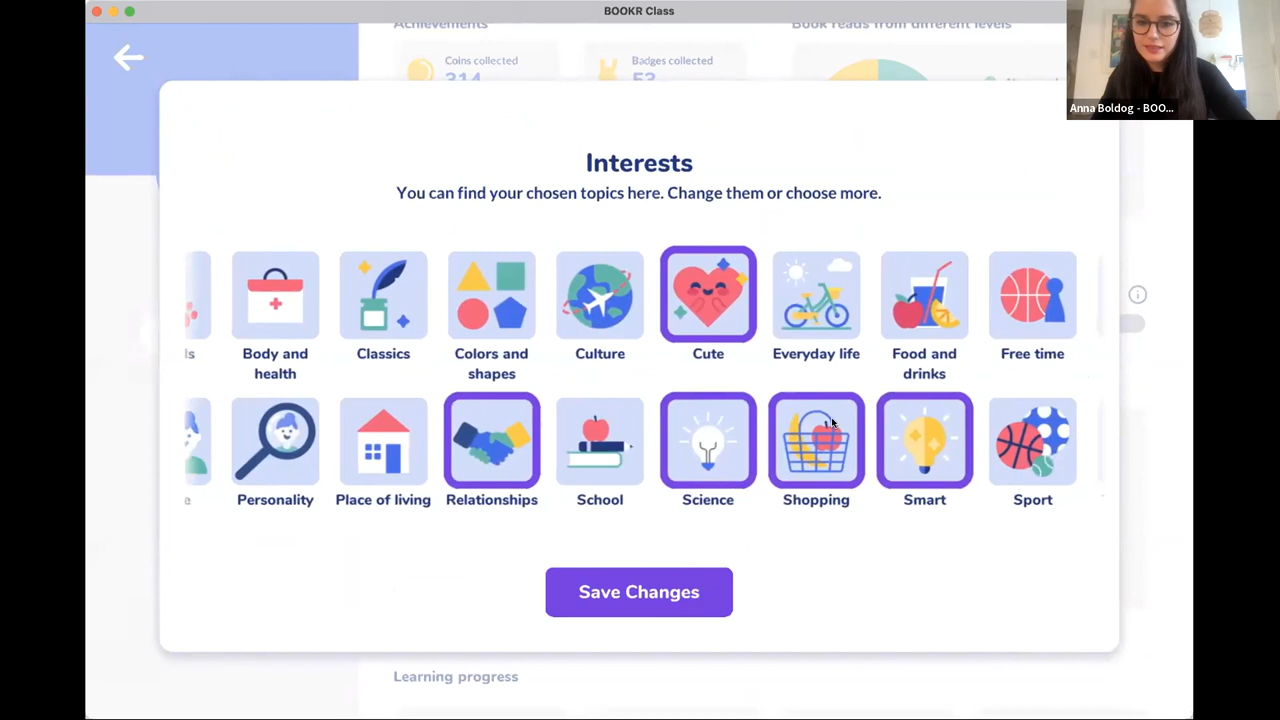 BOOKR Class
Achievements
Book reads from different levels
Coins collected
Badges collected
314
53
Anna Boldog - BOO...
Interests
You can find your chosen topics here. Change them or choose more.
Body and
health
Classics
Colors and
shapes
Culture
Cute
Everyday life
Food and
drinks
Free time
Personality
Place of living
Relationships
School
Science
Shopping
Smart
Sport
Save Changes
Learning progress